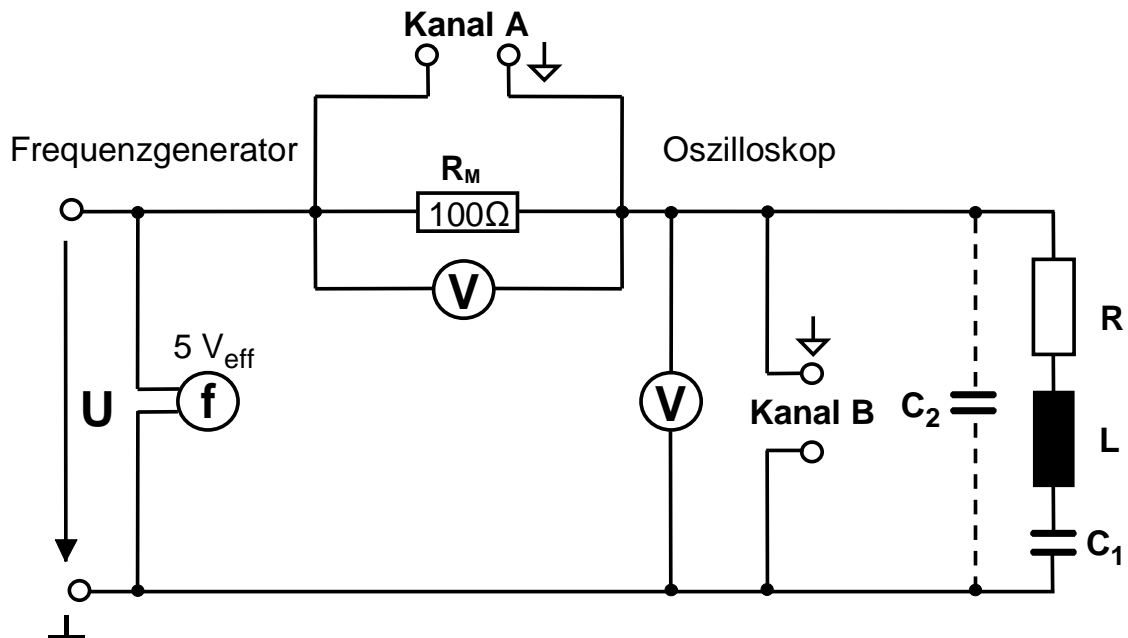 Kanal A
Frequenzgenerator
Oszilloskop
R_M
100Ω
V
5 V_eff
U
f
V
Kanal B
C_2
R
L
C_1